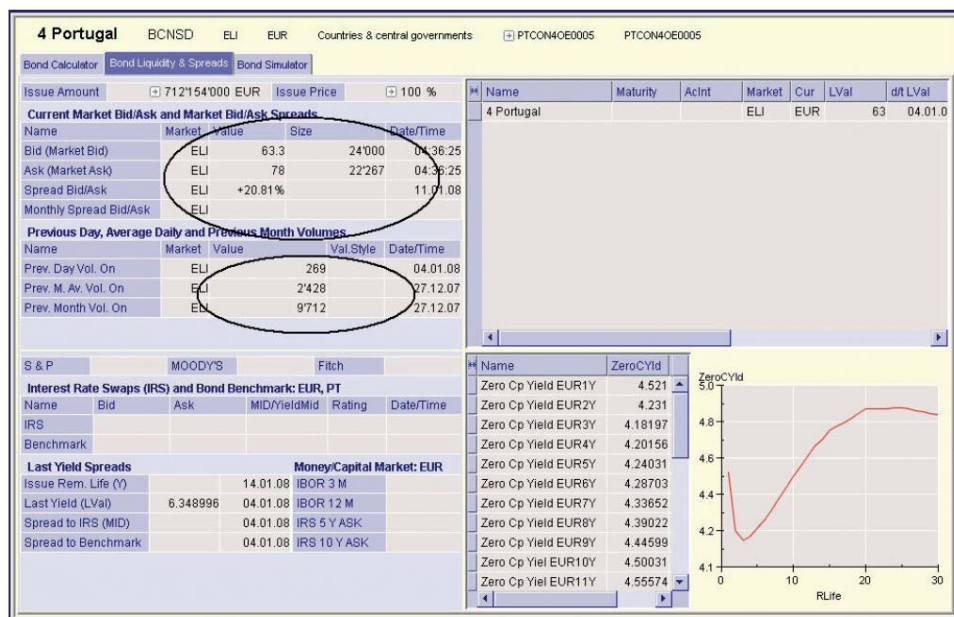 4 Portugal BCNSD ELI EUR Countries & central governments PTCON4OE0005 PTCON4OE0005
Bond Calculator Bond Liquidity & Spreads Bond Simulator
Issue Amount 712'154'000 EUR Issue Price 100 %
Current Market Bid/Ask and Market Bid/Ask Spreads
Name Market Value Size Date/Time
Bid (Market Bid) ELI 63.3 24'000 04:36:25
Ask (Market Ask) ELI 78 22'267 04:36:25
Spread Bid/Ask ELI +20.81% 11.01.08
Monthly Spread Bid/Ask ELI
Previous Day, Average Daily and Previous Month Volumes
Name Market Value Val.Style Date/Time
Prev. Day Vol. On ELI 269 04.01.08
Prev. M. Av. Vol. On ELI 2'428 27.12.07
Prev. Month Vol. On ELI 9'712 27.12.07
Name Maturity AcInt Market Cur LVal d/t LVal
4 Portugal ELI EUR 63 04.01.0
S & P MOODY'S Fitch
Interest Rate Swaps (IRS) and Bond Benchmark: EUR, PT
Name Bid Ask MID/YieldMid Rating Date/Time
IRS
Benchmark
Last Yield Spreads Money/Capital Market: EUR
Issue Rem. Life (Y) 14.01.08 IBOR 3 M
Last Yield (LVal) 6.348996 04.01.08 IBOR 12 M
Spread to IRS (MID) 04.01.08 IRS 5 Y ASK
Spread to Benchmark 04.01.08 IRS 10 Y ASK
Name ZeroCYld
Zero Cp Yield EUR1Y 4.521
Zero Cp Yield EUR2Y 4.231
Zero Cp Yield EUR3Y 4.18197
Zero Cp Yield EUR4Y 4.20156
Zero Cp Yield EUR5Y 4.24031
Zero Cp Yield EUR6Y 4.28703
Zero Cp Yield EUR7Y 4.33652
Zero Cp Yield EUR8Y 4.39022
Zero Cp Yield EUR9Y 4.44599
Zero Cp Yiel EUR10Y 4.50031
Zero Cp Yiel EUR11Y 4.55574
ZeroCYld
5.0
4.8
4.6
4.4
4.2
4.1
0 10 20 30
RLife